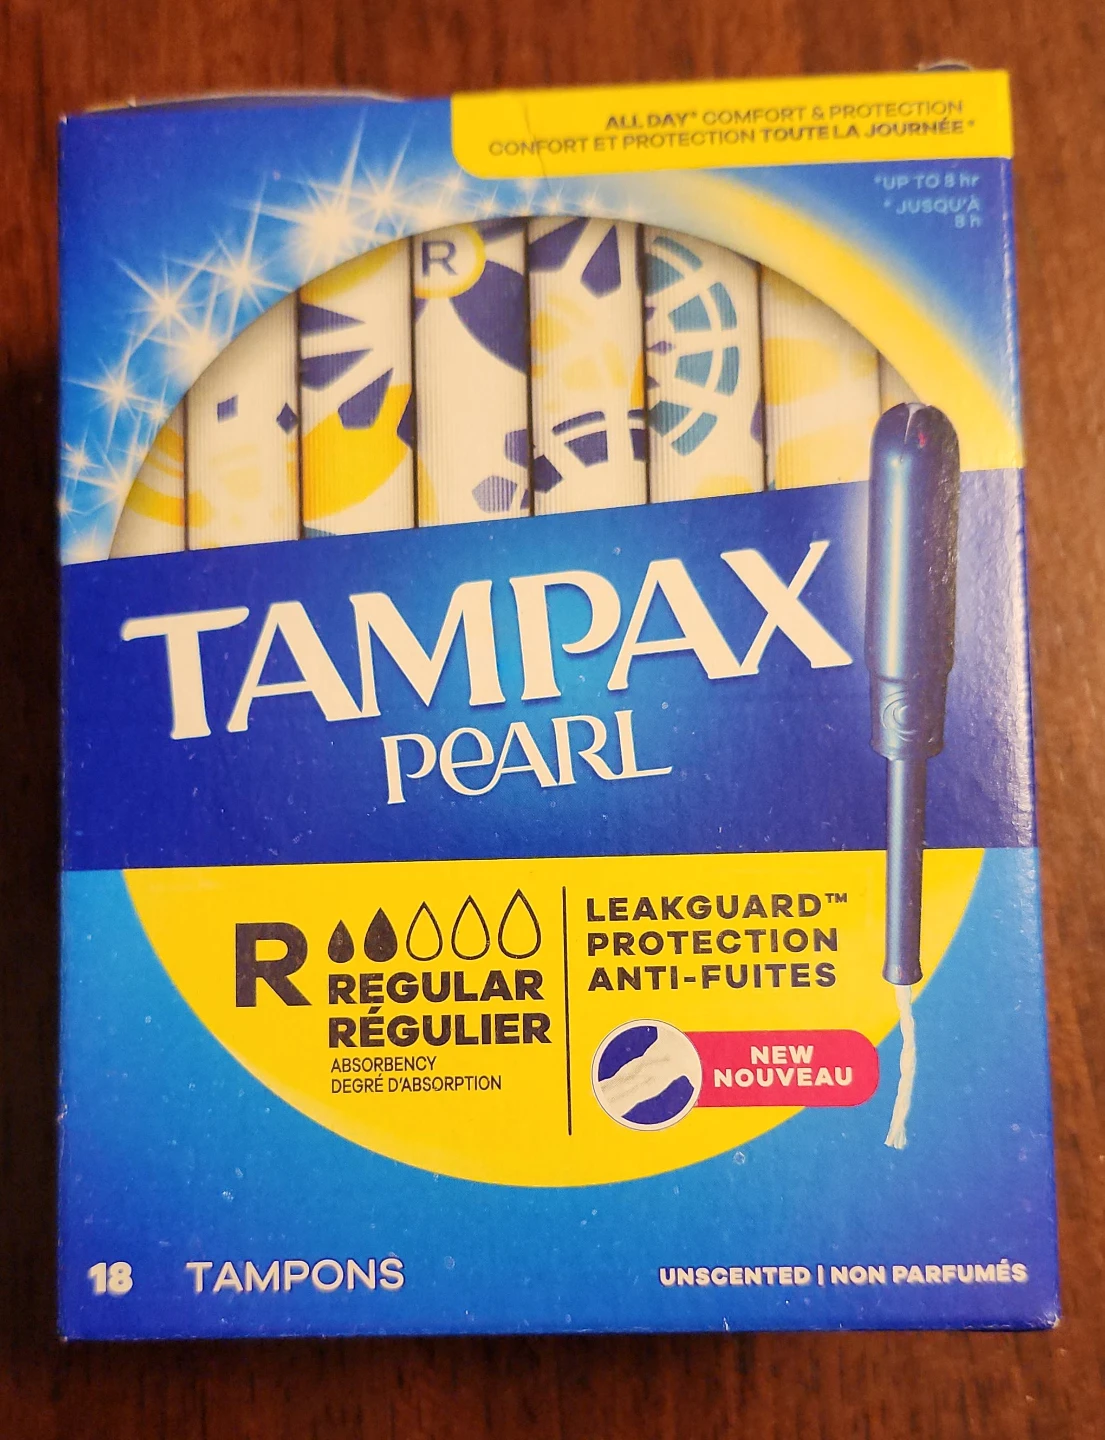 ALL DAY* COMFORT & PROTECTION
CONFORT ET PROTECTION TOUTE LA JOURNÉE*
*UP TO 8 hr
* JUSQU'À
8 h
R
TAMPAX
PEARL
R
REGULAR
RÉGULIER
ABSORBENCY
DEGRÉ D'ABSORPTION
LEAKGUARD™
PROTECTION
ANTI-FUITES
NEW
NOUVEAU
18 TAMPONS
UNSCENTED | NON PARFUMÉS